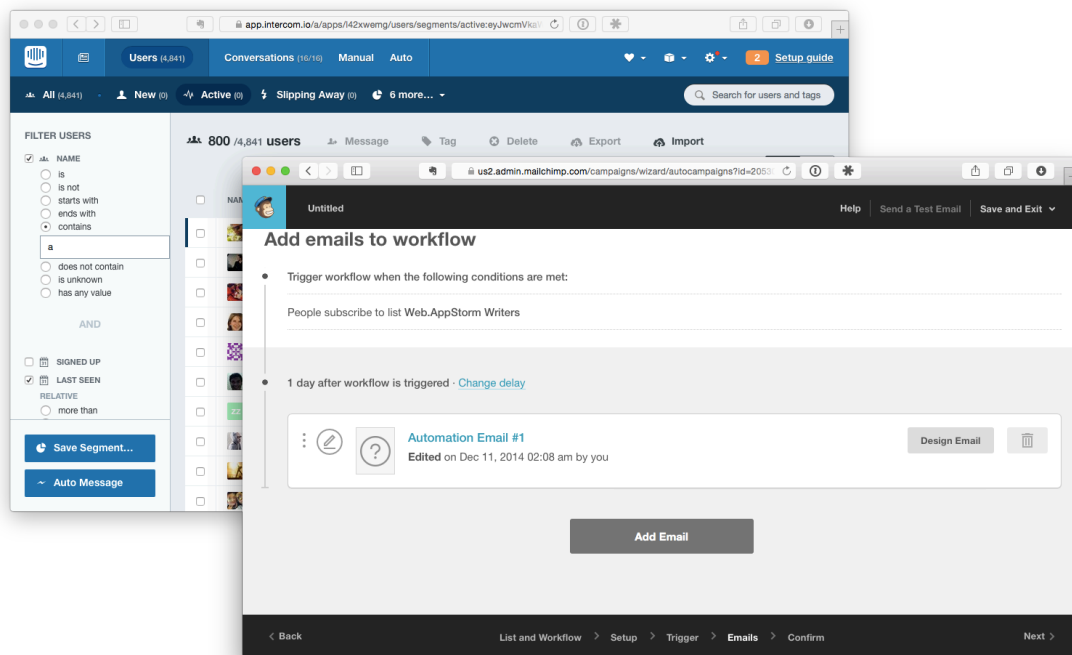 app.intercom.io/a/apps/l42xwemg/users/segments/active:eyJwcmVka
Users (4,841)
Conversations (16/16)
Manual
Auto
2
Setup guide
All (4,841)
New (0)
Active (0)
Slipping Away (0)
6 more...
Search for users and tags
FILTER USERS
NAME
is
is not
starts with
ends with
contains
a
does not contain
is unknown
has any value
AND
SIGNED UP
LAST SEEN
RELATIVE
more than
Save Segment...
Auto Message
800 /4,841 users
Message
Tag
Delete
Export
Import
ZZ
us2.admin.mailchimp.com/campaigns/wizard/autocampaigns?id=2053
Untitled
Help
Send a Test Email
Save and Exit
Add emails to workflow
Trigger workflow when the following conditions are met:
People subscribe to list Web.AppStorm Writers
1 day after workflow is triggered · Change delay
Automation Email #1
Edited on Dec 11, 2014 02:08 am by you
Design Email
Add Email
Back
List and Workflow > Setup > Trigger > Emails > Confirm
Next